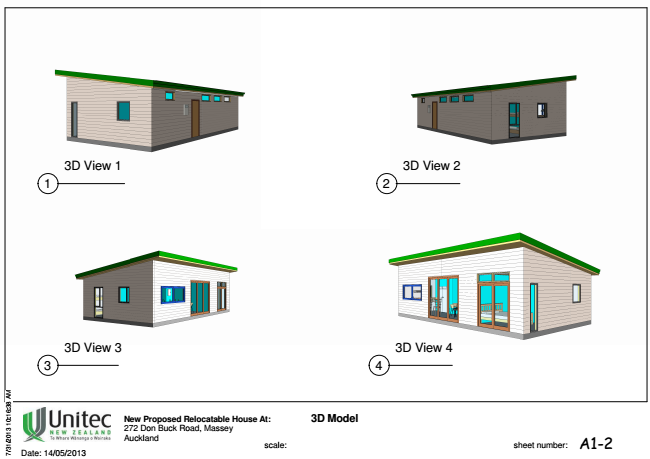 3D View 1
1
3D View 2
2
3D View 3
3
3D View 4
4
7/31/2013 10:16:38 AM
Unitec
NEW ZEALAND
Te Whare Wānanga o Wairaka
Date: 14/05/2013
New Proposed Relocatable House At:
272 Don Buck Road, Massey
Auckland
3D Model
scale:
sheet number: A1-2